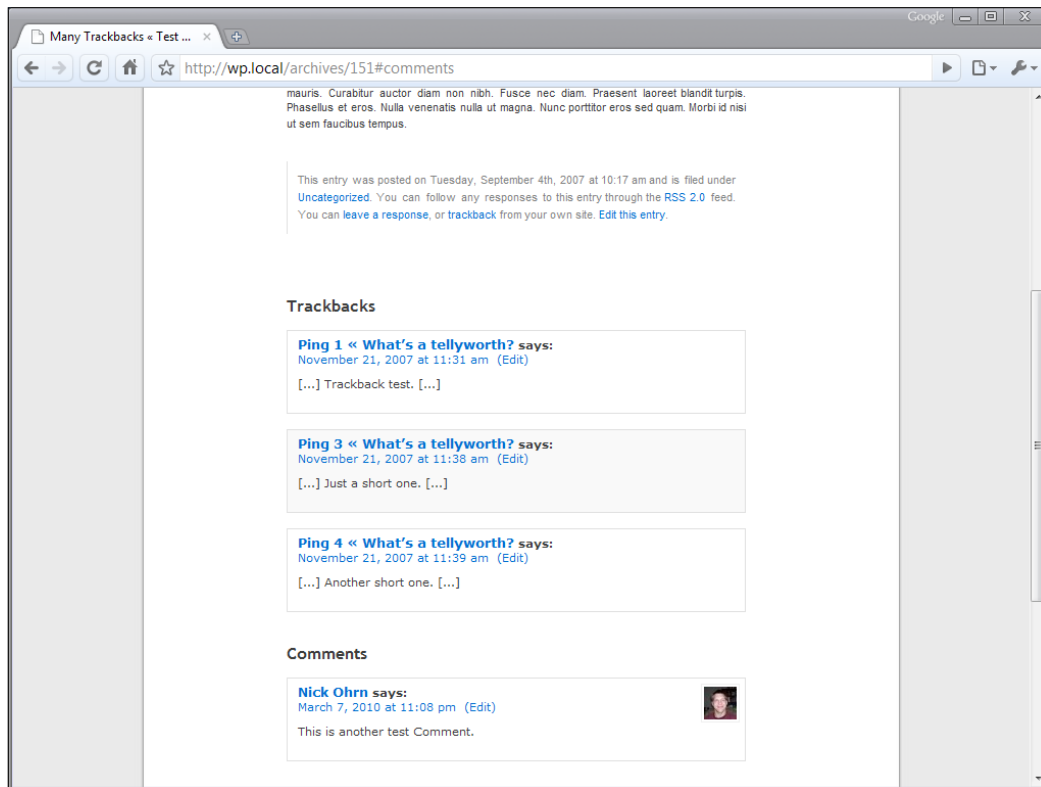 Google
Many Trackbacks « Test ...
http://wp.local/archives/151#comments
mauris. Curabitur auctor diam non nibh. Fusce nec diam. Praesent laoreet blandit turpis.
Phasellus et eros. Nulla venenatis nulla ut magna. Nunc porttitor eros sed quam. Morbi id nisi
ut sem faucibus tempus.
This entry was posted on Tuesday, September 4th, 2007 at 10:17 am and is filed under
Uncategorized. You can follow any responses to this entry through the RSS 2.0 feed.
You can leave a response, or trackback from your own site. Edit this entry.
Trackbacks
Ping 1 « What's a tellyworth? says:
November 21, 2007 at 11:31 am (Edit)
[...] Trackback test. [...]
Ping 3 « What's a tellyworth? says:
November 21, 2007 at 11:38 am (Edit)
[...] Just a short one. [...]
Ping 4 « What's a tellyworth? says:
November 21, 2007 at 11:39 am (Edit)
[...] Another short one. [...]
Comments
Nick Ohrn says:
March 7, 2010 at 11:08 pm (Edit)
This is another test Comment.